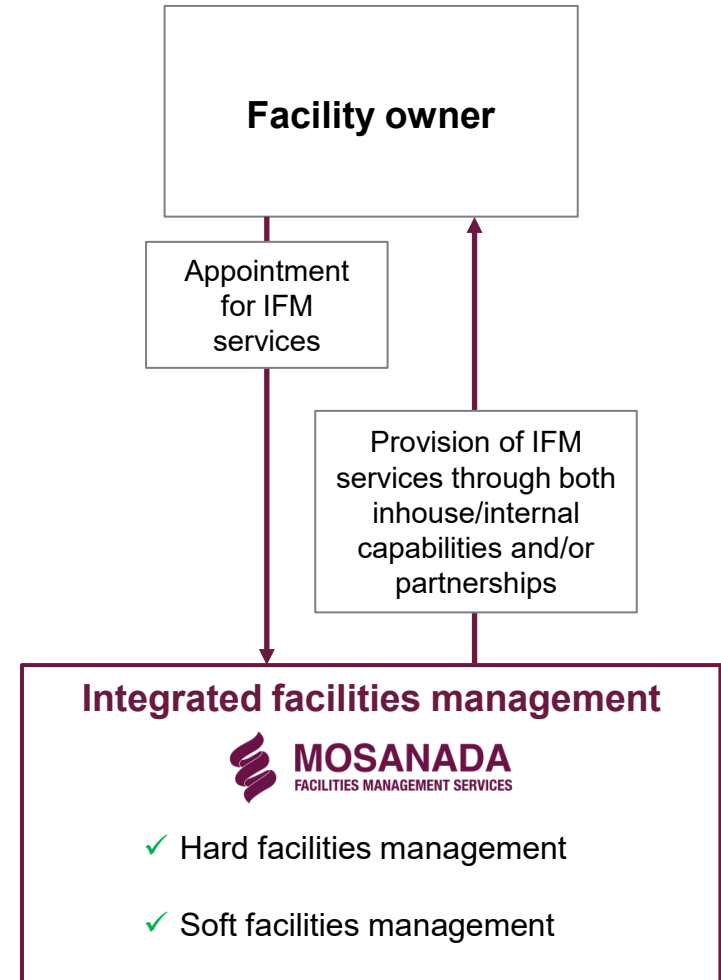 Facility owner
Appointment
for IFM
services
Provision of IFM
services through both
inhouse/internal
capabilities and/or
partnerships
Integrated facilities management
MOSANADA
FACILITIES MANAGEMENT SERVICES
✓ Hard facilities management
✓ Soft facilities management